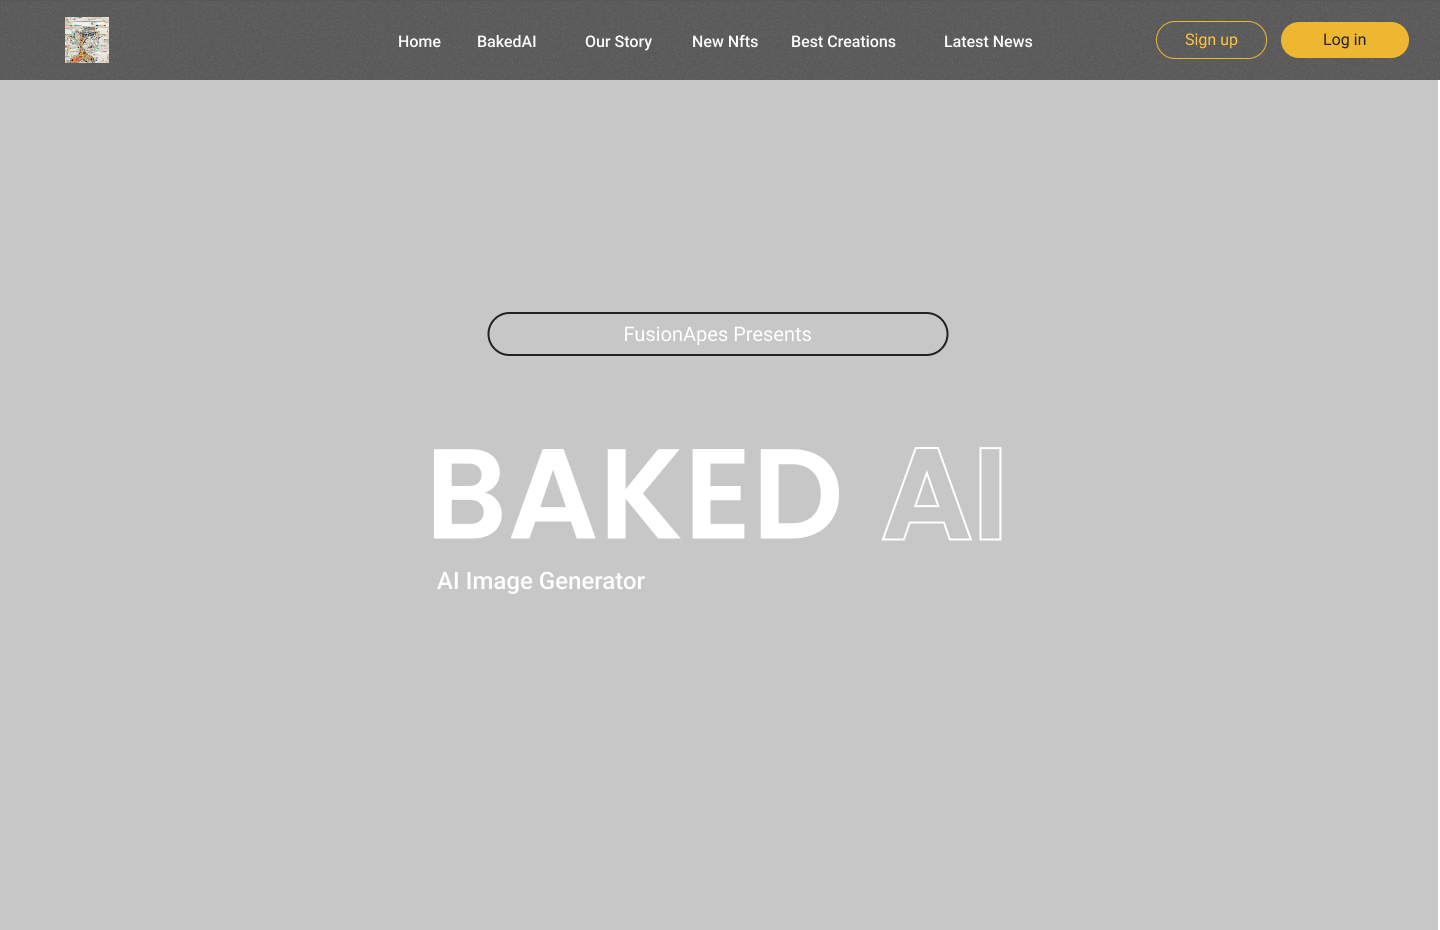 Home BakedAI Our Story New Nfts Best Creations Latest News Sign up Log in
FusionApes Presents
BAKED AI
AI Image Generator